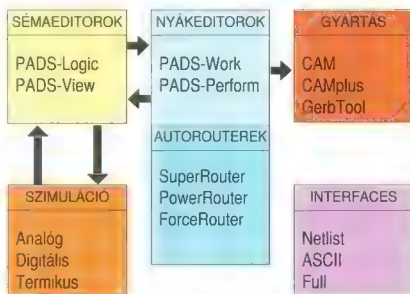 SÉMAEDITOROK
PADS-Logic
PADS-View
NYÁKEDITOROK
PADS-Work
PADS-Perform
AUTOROUTEREK
SuperRouter
PowerRouter
ForceRouter
GYÁRTÁS
CAM
CAMplus
GerbTool
SZIMULÁCIÓ
Analóg
Digitális
Termikus
INTERFACES
Netlist
ASCII
Full